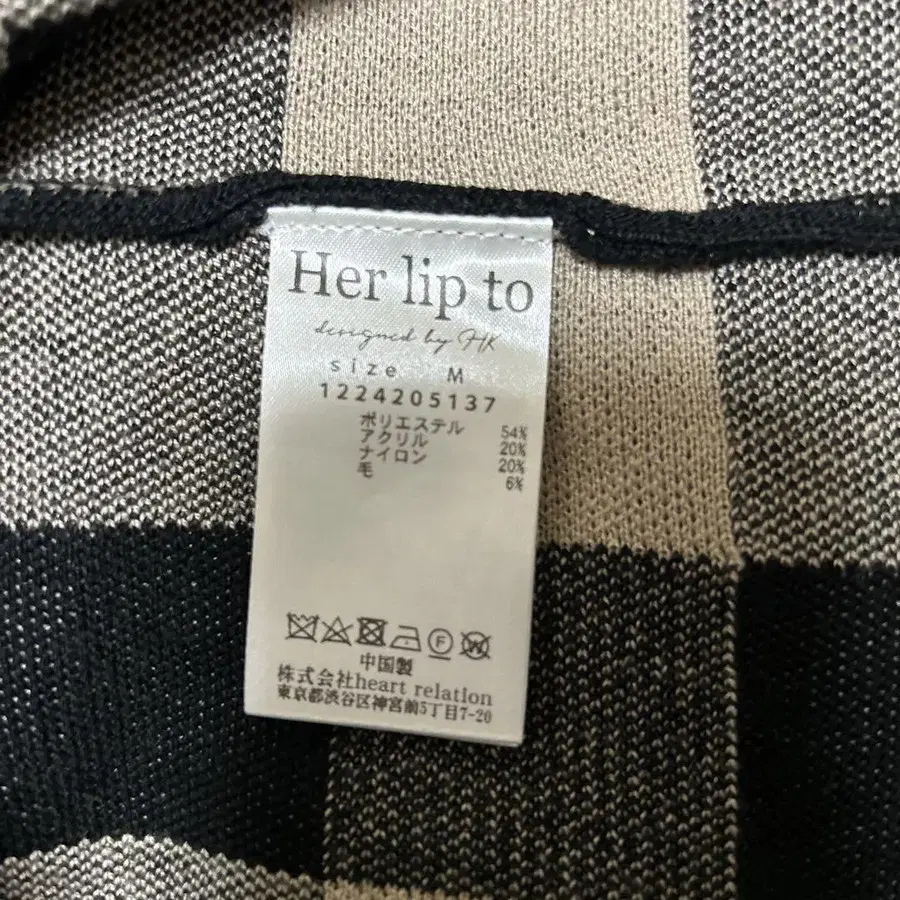 Her lip to
designed by HK
size M
1224205137
ポリエステル 54%
アクリル 20%
ナイロン 20%
毛 6%
F W
中国製
株式会社heart relation
東京都渋谷区神宮前5丁目7-20